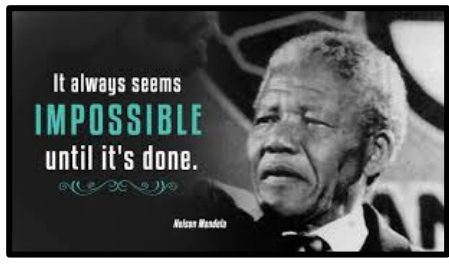 It always seems
IMPOSSIBLE
until it's done.
Nelson Mandela